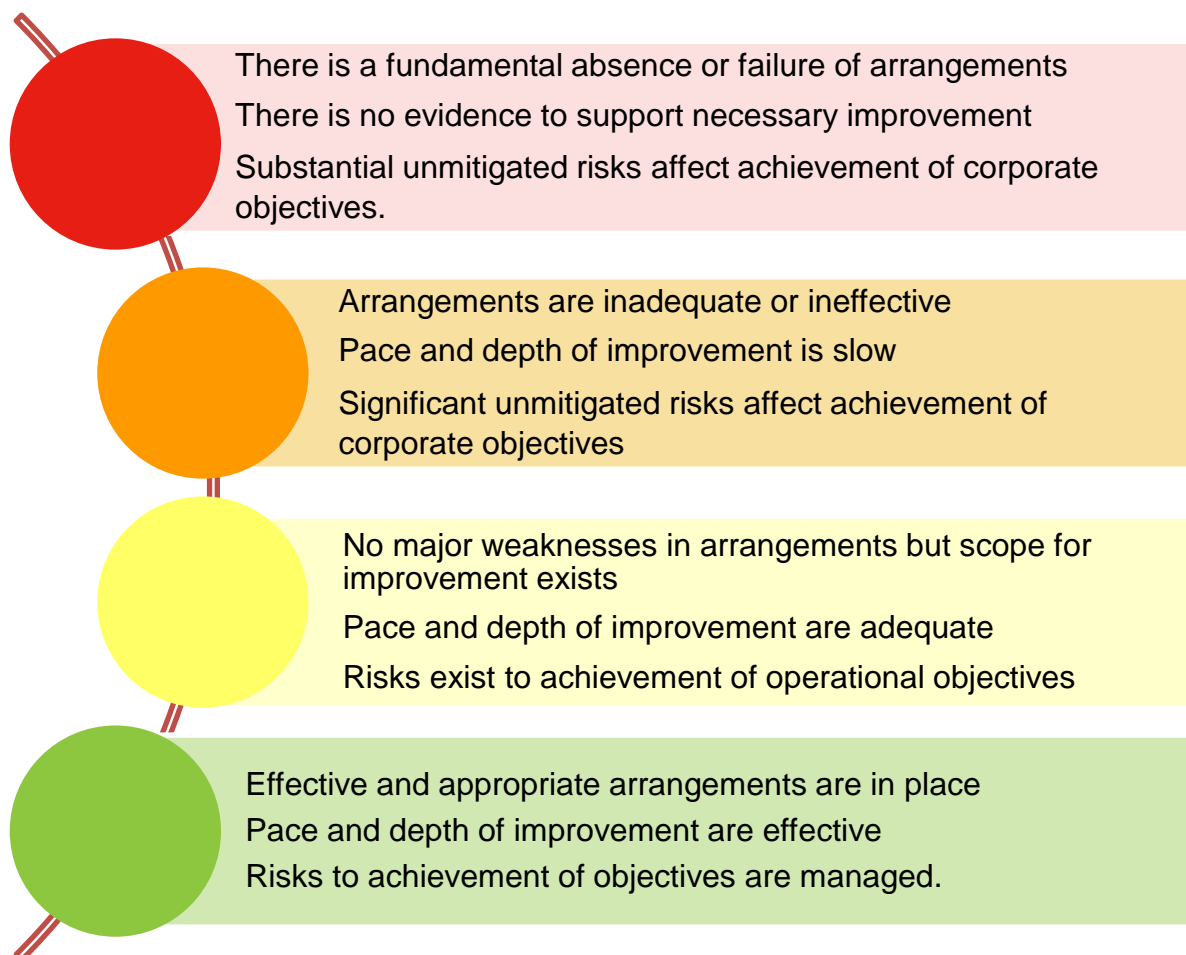 There is a fundamental absence or failure of arrangements
There is no evidence to support necessary improvement
Substantial unmitigated risks affect achievement of corporate
objectives.
Arrangements are inadequate or ineffective
Pace and depth of improvement is slow
Significant unmitigated risks affect achievement of
corporate objectives
No major weaknesses in arrangements but scope for
improvement exists
Pace and depth of improvement are adequate
Risks exist to achievement of operational objectives
Effective and appropriate arrangements are in place
Pace and depth of improvement are effective
Risks to achievement of objectives are managed.